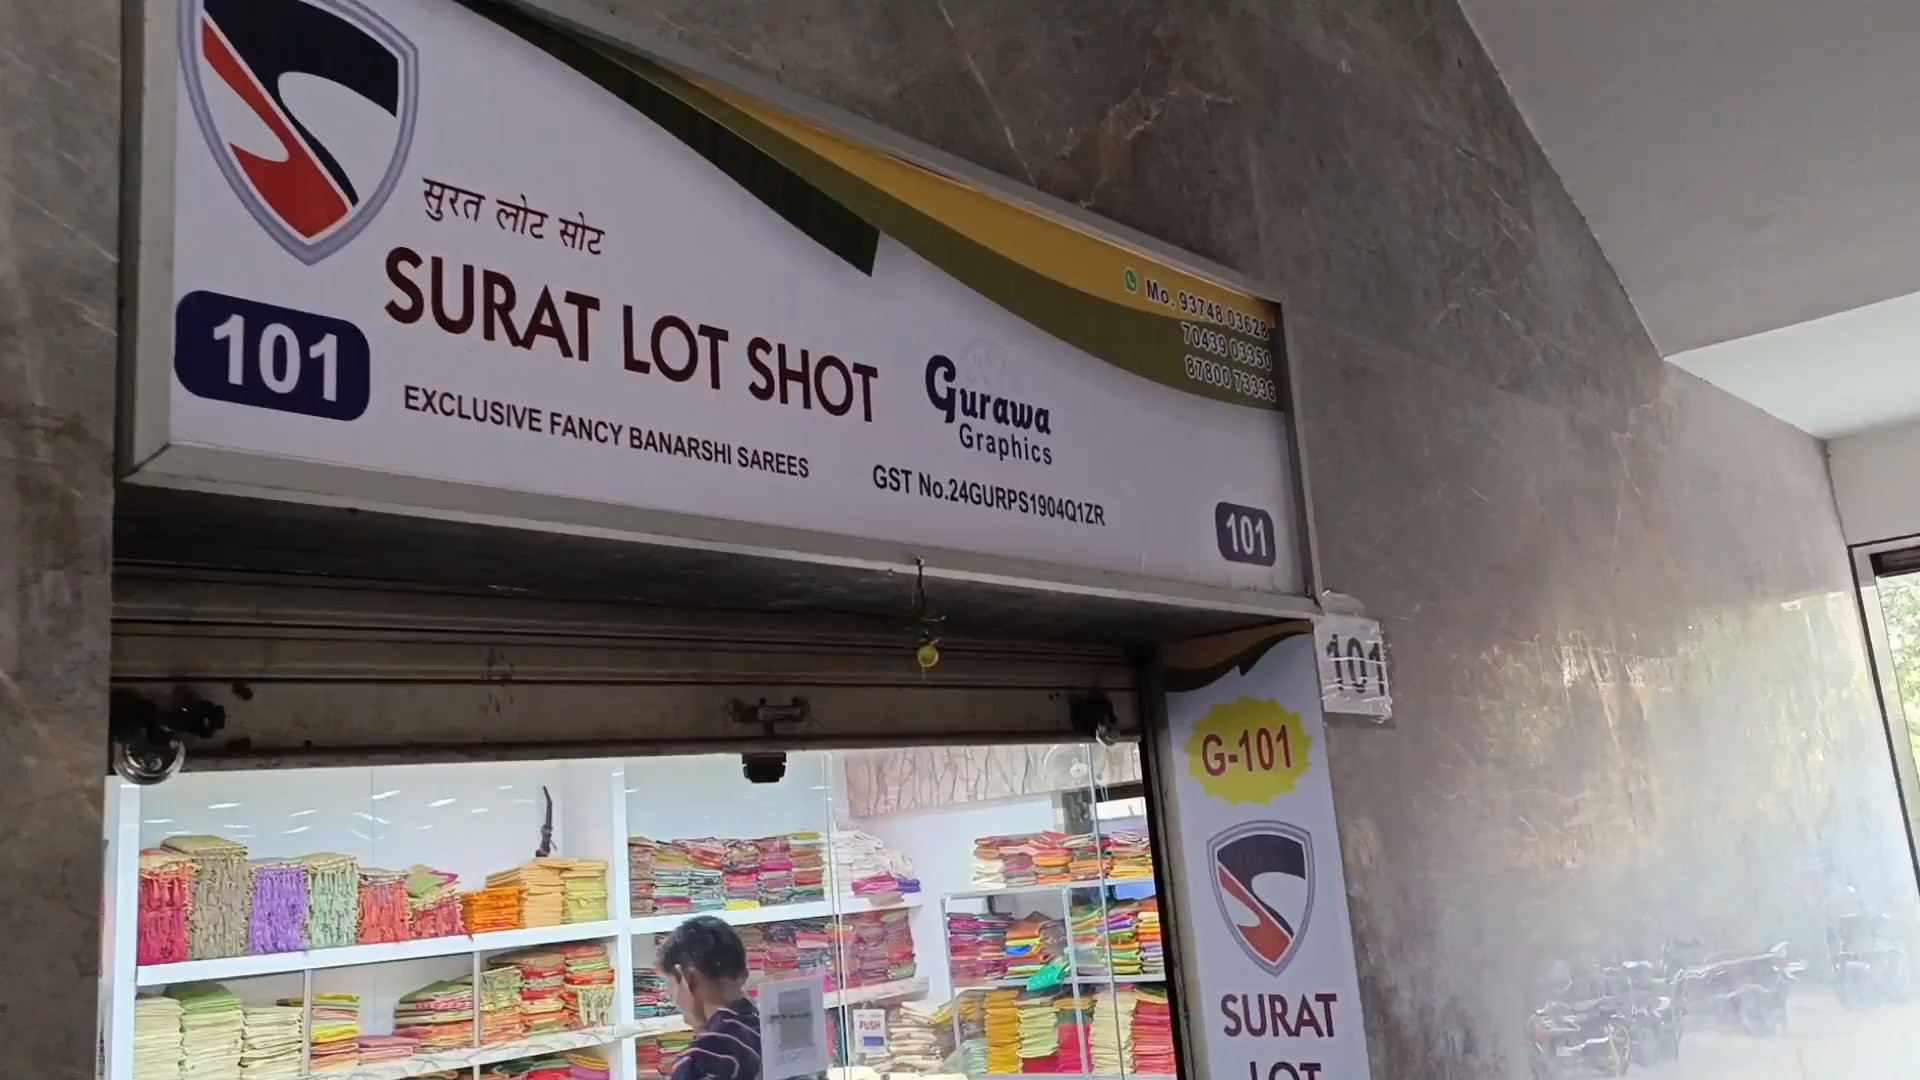 सुरत लोट सोट
SURAT LOT SHOT
101
EXCLUSIVE FANCY BANARSHI SAREES
Gurawa
Graphics
GST No.24GURPS1904Q1ZR
Mo. 93748 03628
70439 03350
87800 73336
101
101
G-101
SURAT
LOT
PUSH